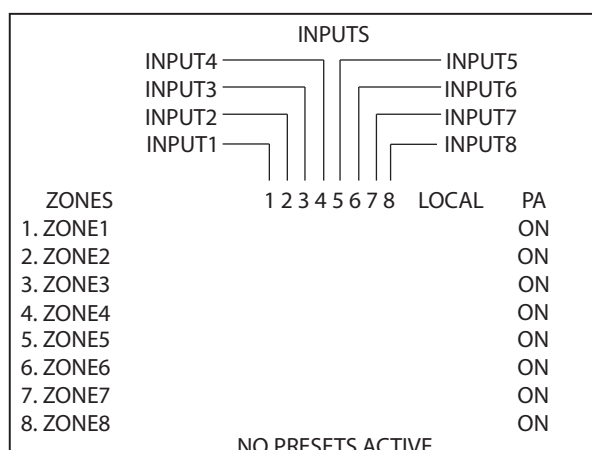 INPUTS
INPUT4 INPUT5
INPUT3 INPUT6
INPUT2 INPUT7
INPUT1 INPUT8
ZONES 1 2 3 4 5 6 7 8 LOCAL PA
1. ZONE1 ON
2. ZONE2 ON
3. ZONE3 ON
4. ZONE4 ON
5. ZONE5 ON
6. ZONE6 ON
7. ZONE7 ON
8. ZONE8 ON
NO PRESETS ACTIVE